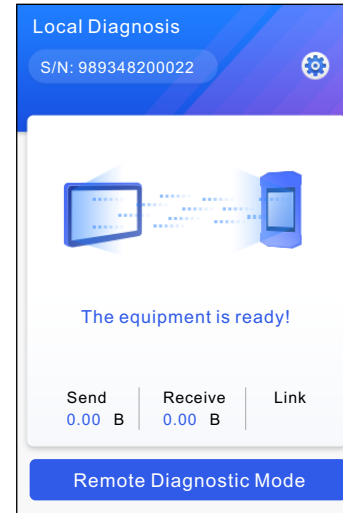 Local Diagnosis
S/N: 989348200022
The equipment is ready!
Send Receive Link
0.00 B 0.00 B
Remote Diagnostic Mode